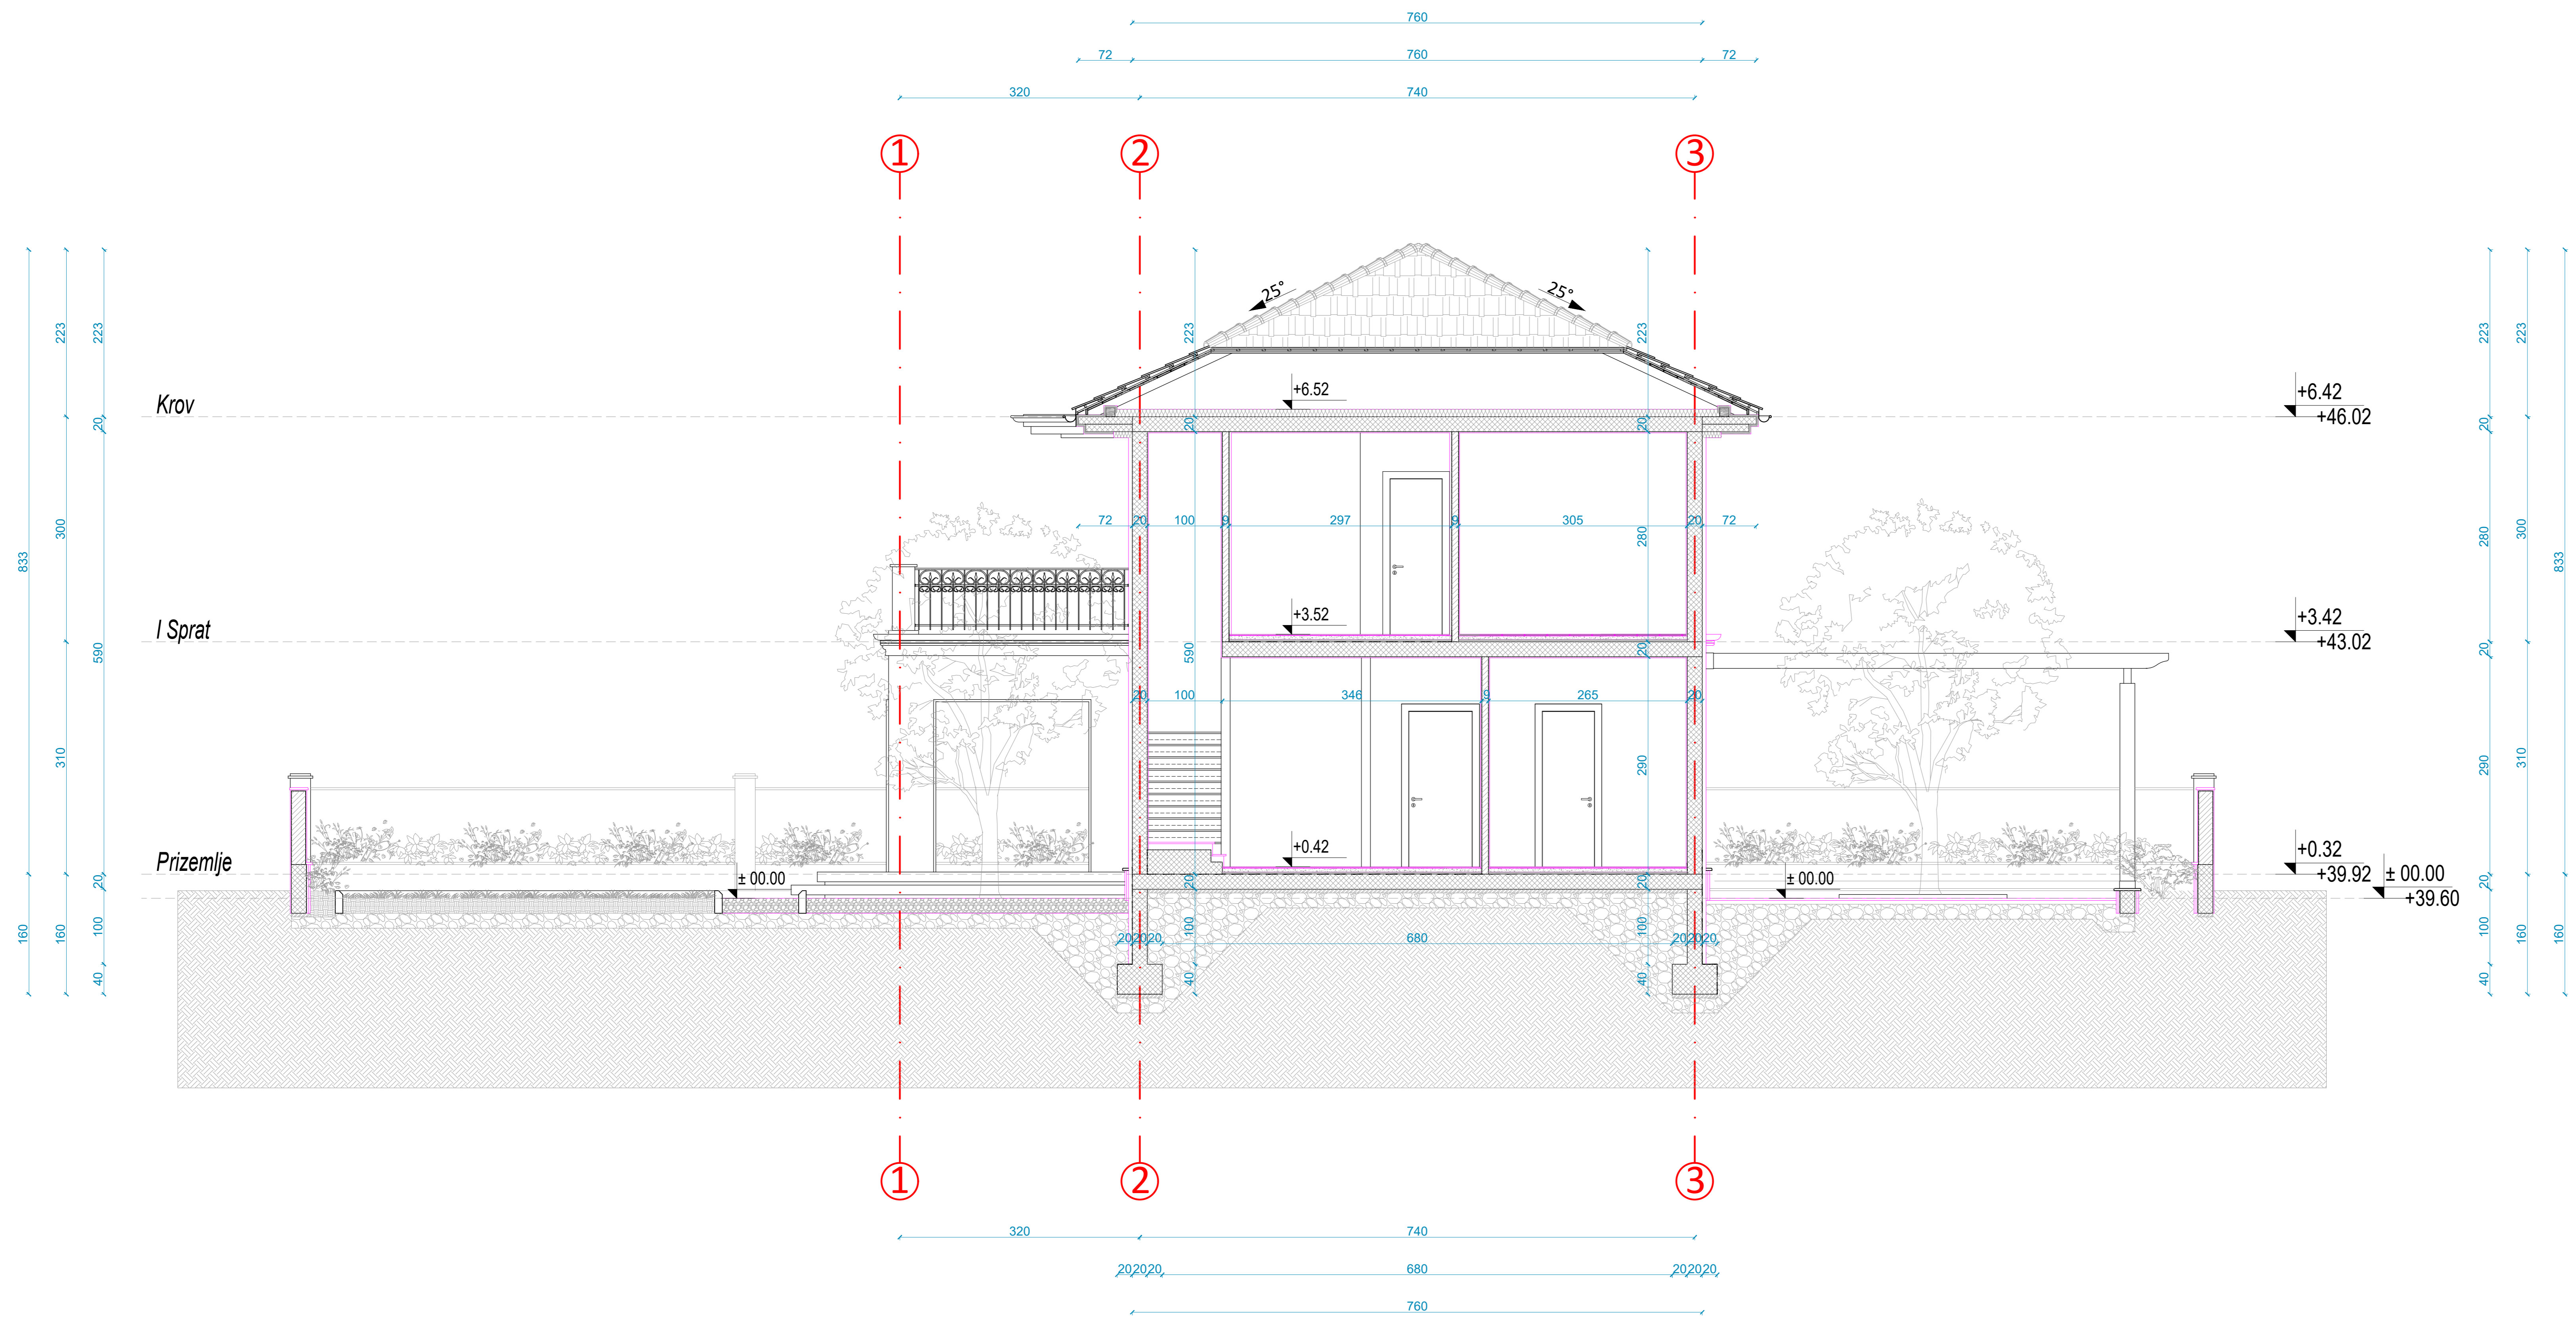 760
72 760 72
320 740
1 2 3
25° 25°
223 223 223 223 223 223
Krov +6.52 +6.42
+46.02
20 20 20 20
72 20 100 9 297 9 305 20 72
833 300 280 280 300 833
I Sprat +3.52 +3.42
+43.02
590 590 20 20
20 100 346 9 265 20
310 290 290 310
Prizemlje +0.42 +0.32
+39.92
± 00.00 ± 00.00 ± 00.00
+39.60
20 20 20 20
160 160 100 100 100 100 160 160
202020 680 202020
40 40 40 40
1 2 3
320 740
202020 680 202020
760